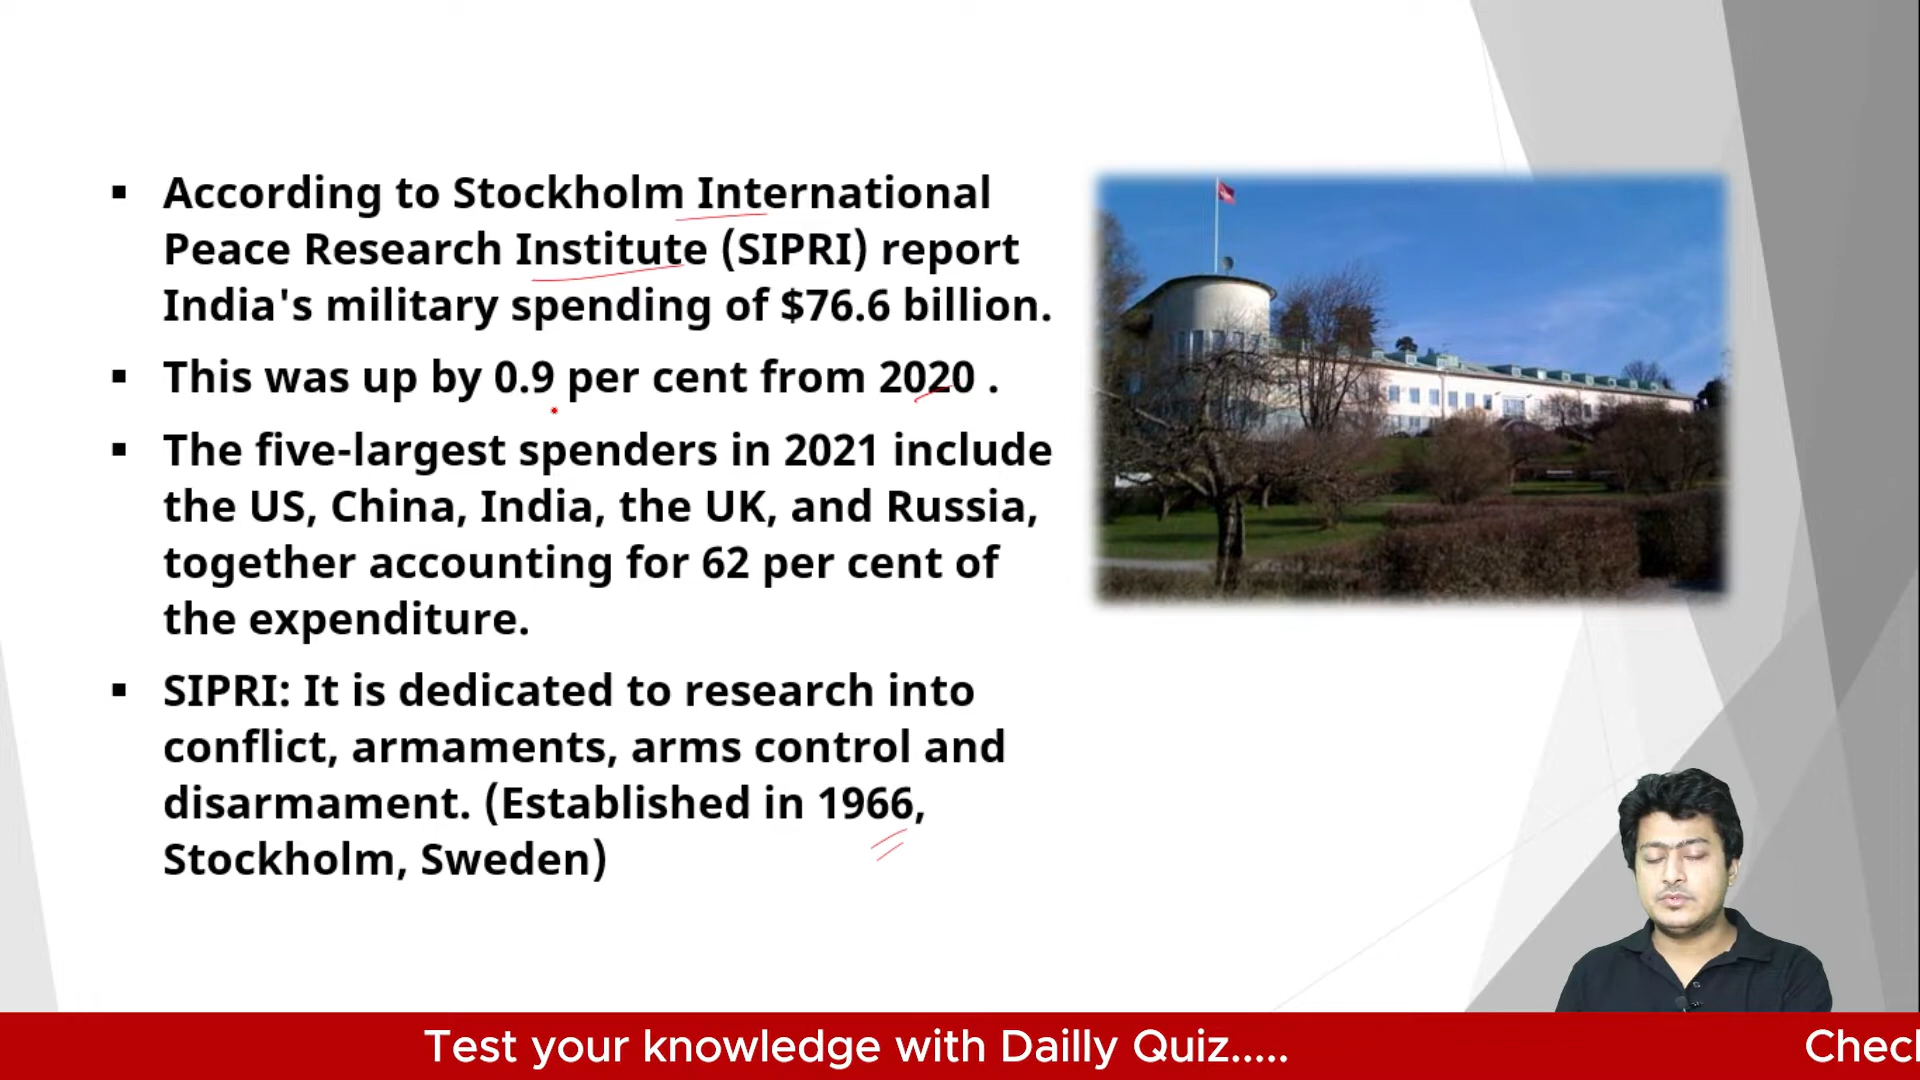 ▪ According to Stockholm International
Peace Research Institute (SIPRI) report
India's military spending of $76.6 billion.
▪ This was up by 0.9 per cent from 2020 .
▪ The five-largest spenders in 2021 include
the US, China, India, the UK, and Russia,
together accounting for 62 per cent of
the expenditure.
▪ SIPRI: It is dedicated to research into
conflict, armaments, arms control and
disarmament. (Established in 1966,
Stockholm, Sweden)
Test your knowledge with Dailly Quiz.....